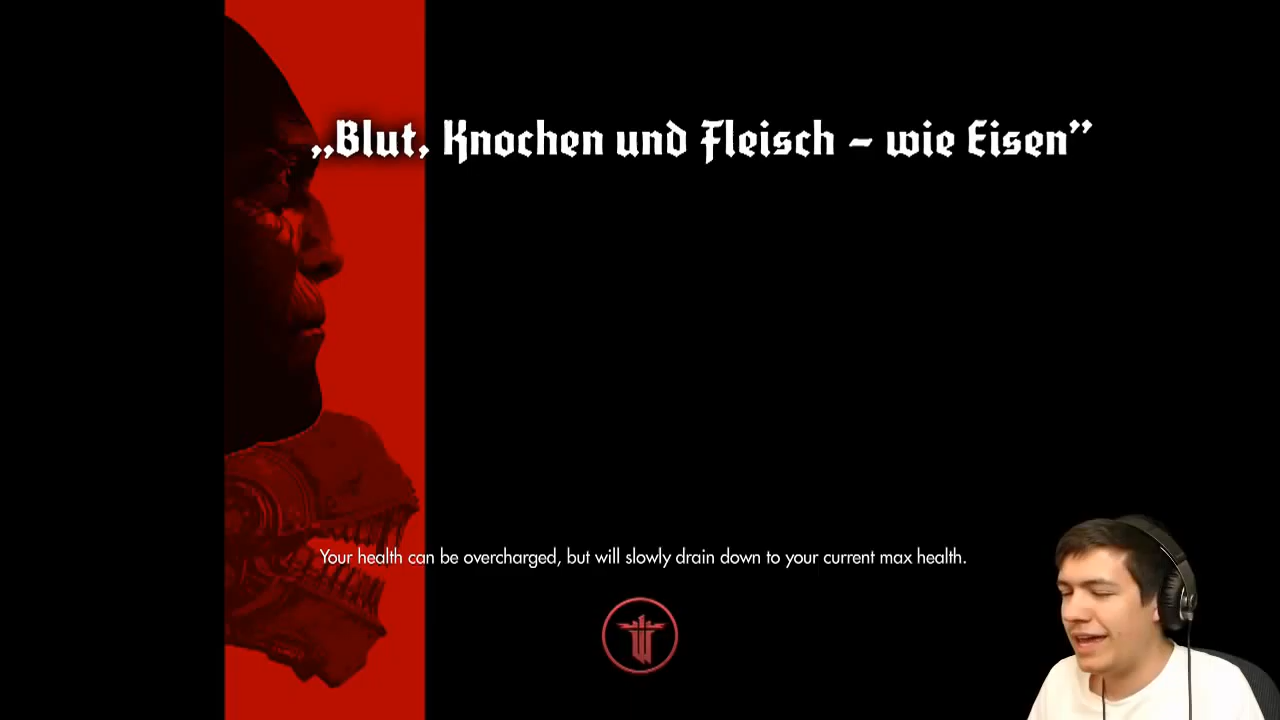 „Blut, Knochen und Fleisch – wie Eisen”
Your health can be overcharged, but will slowly drain down to your current max health.